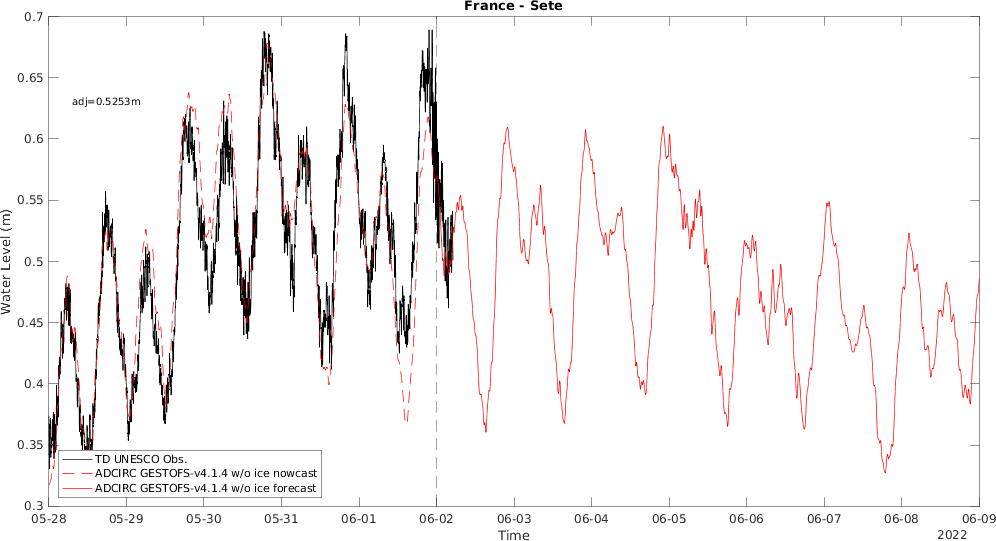 France - Sete
0.7
0.65
0.6
0.55
0.5
0.45
0.4
0.35
0.3
Water Level (m)
adj=0.5253m
TD UNESCO Obs.
ADCIRC GESTOFS-v4.1.4 w/o ice nowcast
ADCIRC GESTOFS-v4.1.4 w/o ice forecast
05-28 05-29 05-30 05-31 06-01 06-02 06-03 06-04 06-05 06-06 06-07 06-08 06-09
Time
2022